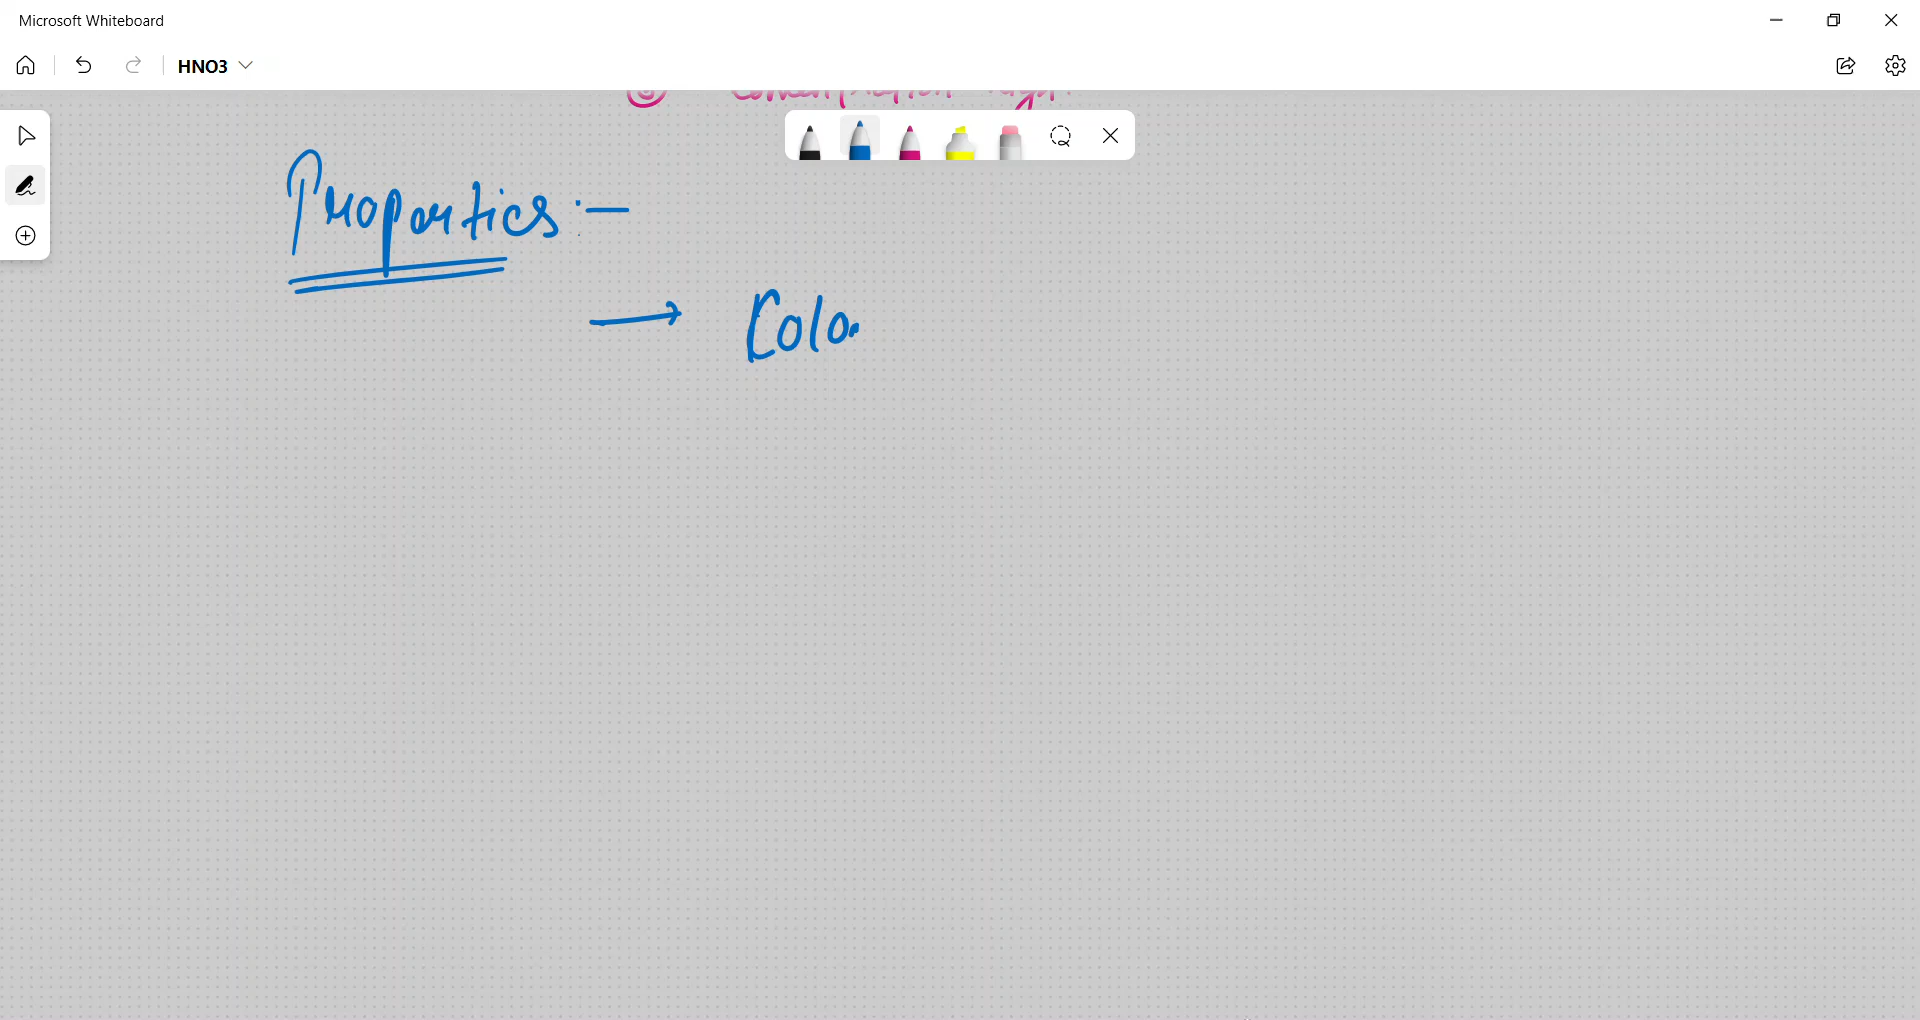 Microsoft Whiteboard
HNO3
Properties :-
→ Colo